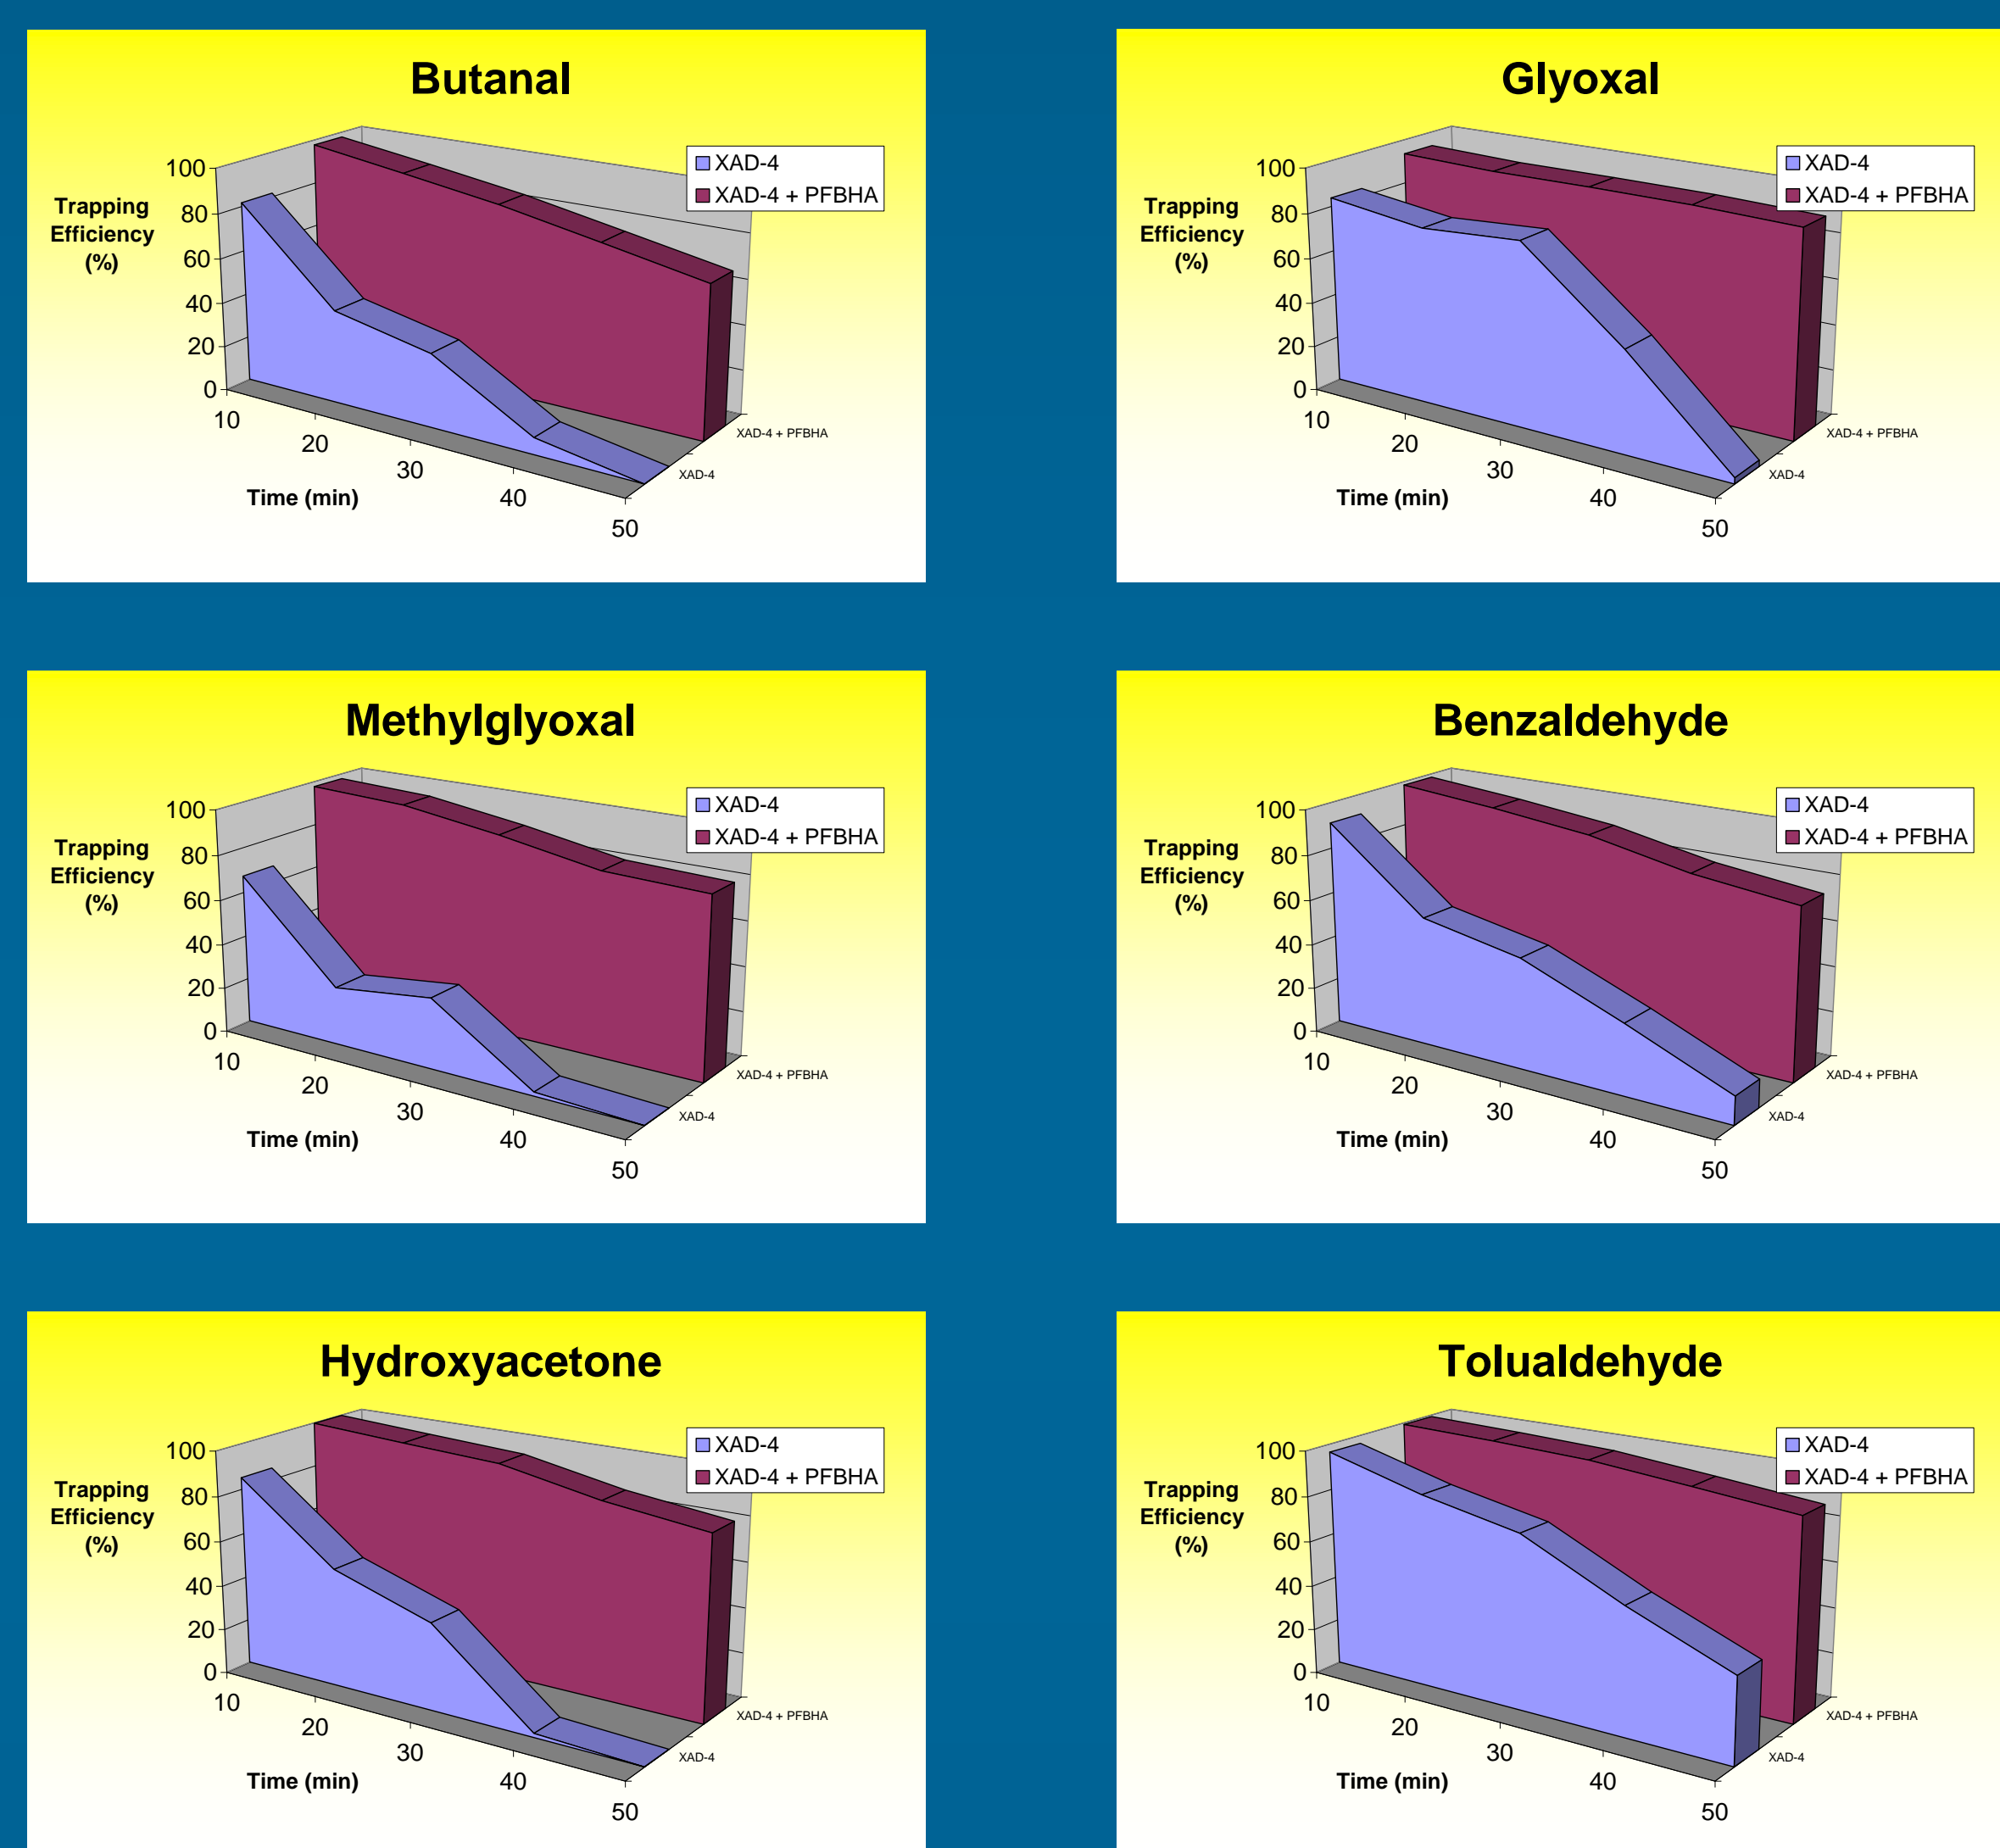 Butanal
XAD-4
XAD-4 + PFBHA
Trapping
Efficiency
(%)
100
80
60
40
20
0
10
20
30
40
50
Time (min)
XAD-4
XAD-4 + PFBHA
Glyoxal
XAD-4
XAD-4 + PFBHA
Trapping
Efficiency
(%)
100
80
60
40
20
0
10
20
30
40
50
Time (min)
XAD-4
XAD-4 + PFBHA
Methylglyoxal
XAD-4
XAD-4 + PFBHA
Trapping
Efficiency
(%)
100
80
60
40
20
0
10
20
30
40
50
Time (min)
XAD-4
XAD-4 + PFBHA
Benzaldehyde
XAD-4
XAD-4 + PFBHA
Trapping
Efficiency
(%)
100
80
60
40
20
0
10
20
30
40
50
Time (min)
XAD-4
XAD-4 + PFBHA
Hydroxyacetone
XAD-4
XAD-4 + PFBHA
Trapping
Efficiency
(%)
100
80
60
40
20
0
10
20
30
40
50
Time (min)
XAD-4
XAD-4 + PFBHA
Tolualdehyde
XAD-4
XAD-4 + PFBHA
Trapping
Efficiency
(%)
100
80
60
40
20
0
10
20
30
40
50
Time (min)
XAD-4
XAD-4 + PFBHA